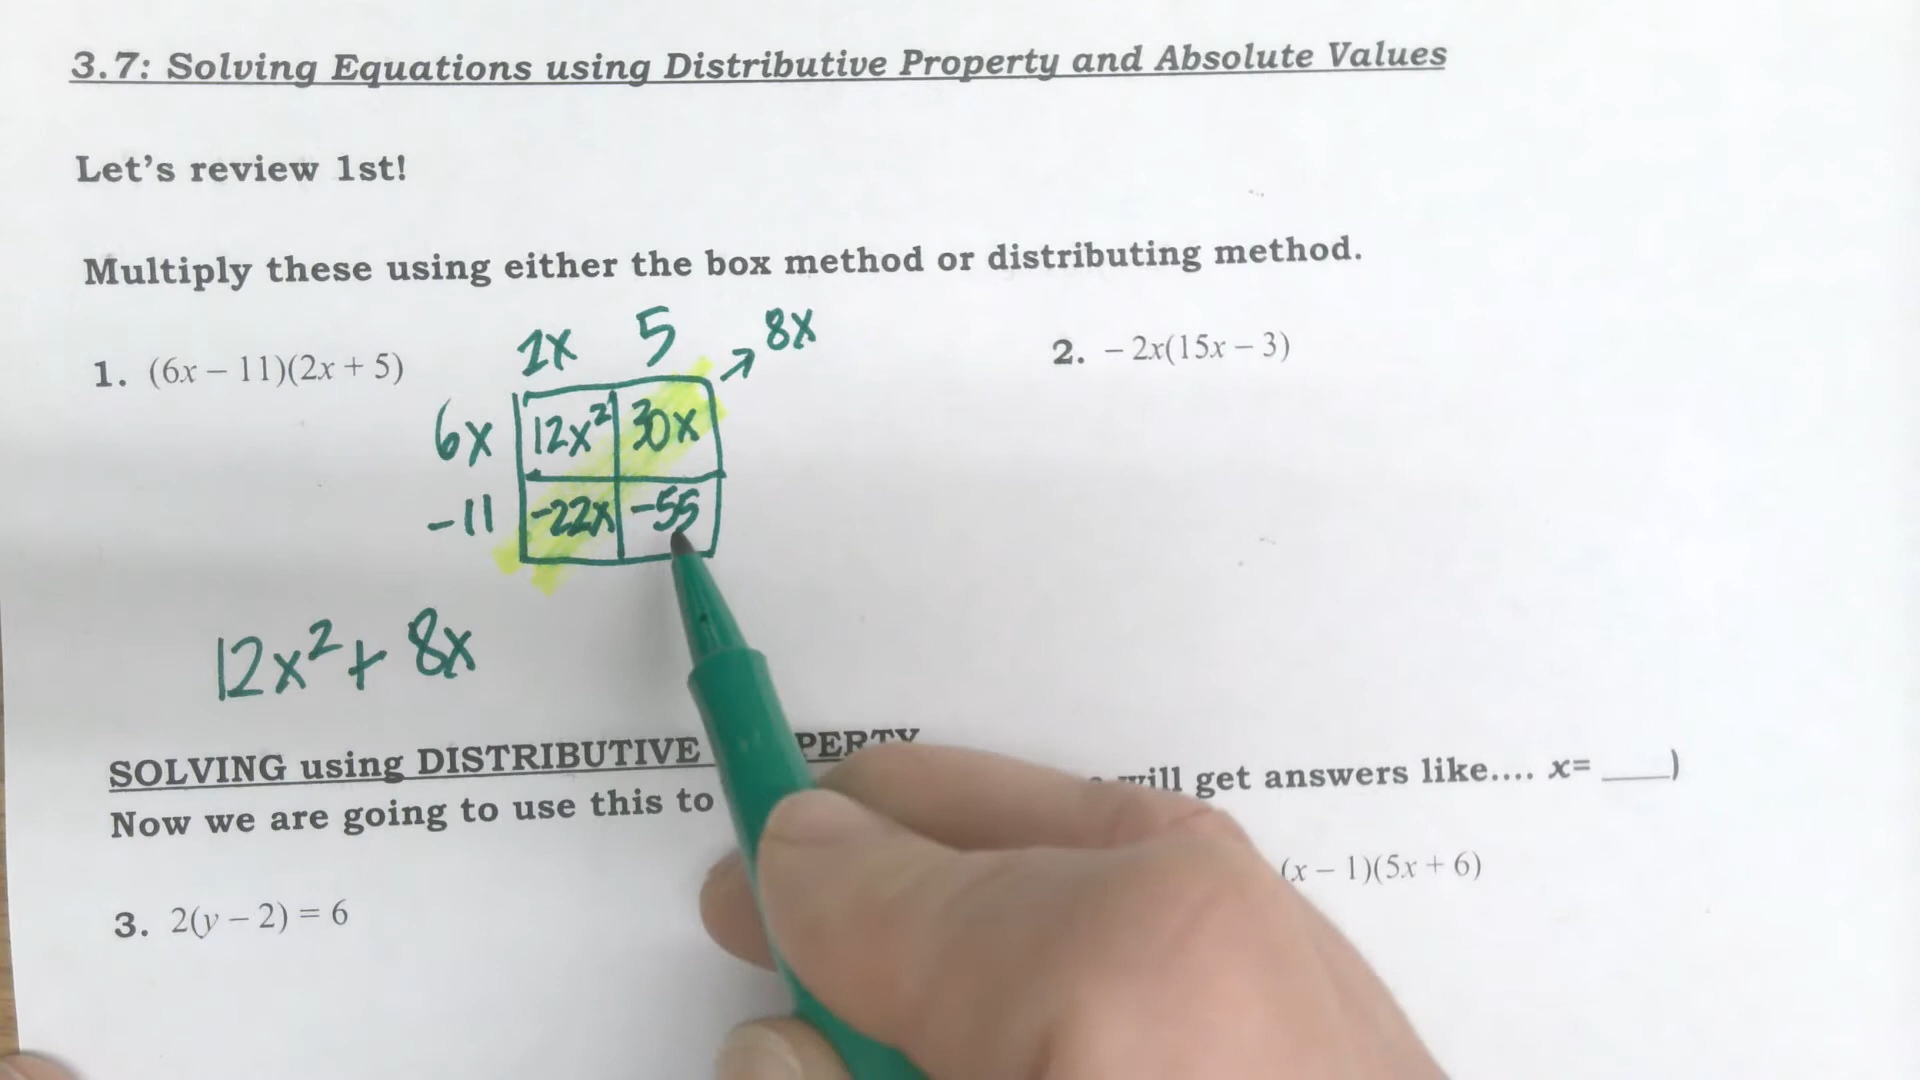 3.7: Solving Equations using Distributive Property and Absolute Values
Let's review 1st!
Multiply these using either the box method or distributing method.
1. (6x – 11)(2x + 5)
2x 5 8x
6x 12x² 30x
-11 -22x -55
12x² + 8x
2. – 2x(15x – 3)
SOLVING using DISTRIBUTIVE PERTY
Now we are going to use this to will get answers like.... x= ____)
3. 2(y – 2) = 6
(x – 1)(5x + 6)